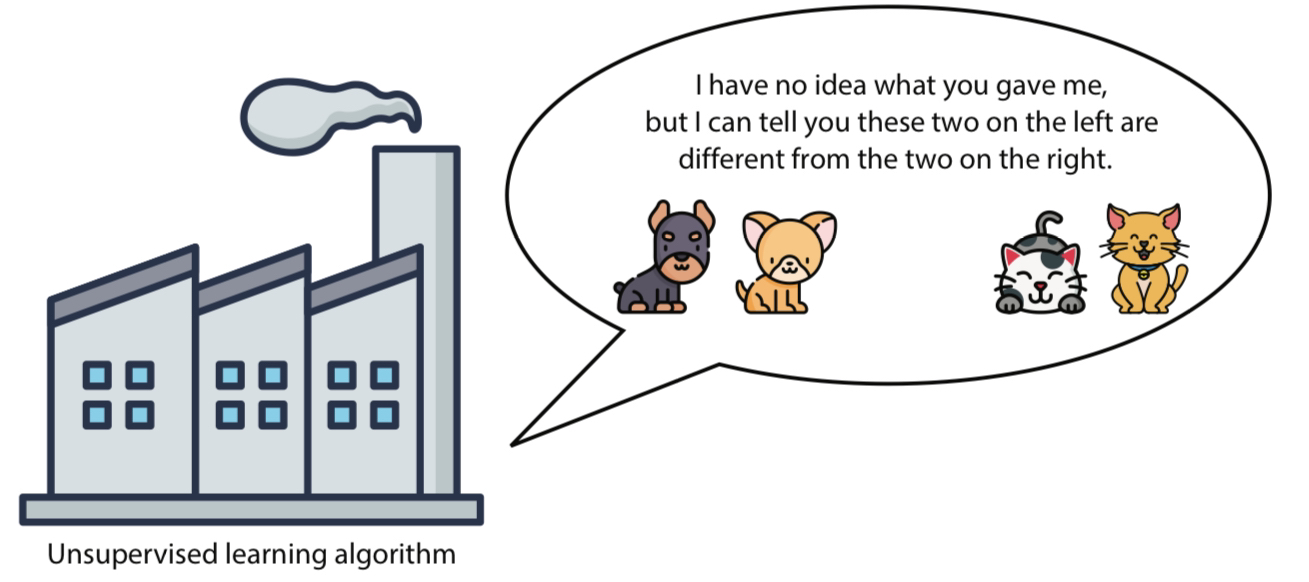 I have no idea what you gave me,
but I can tell you these two on the left are
different from the two on the right.
Unsupervised learning algorithm